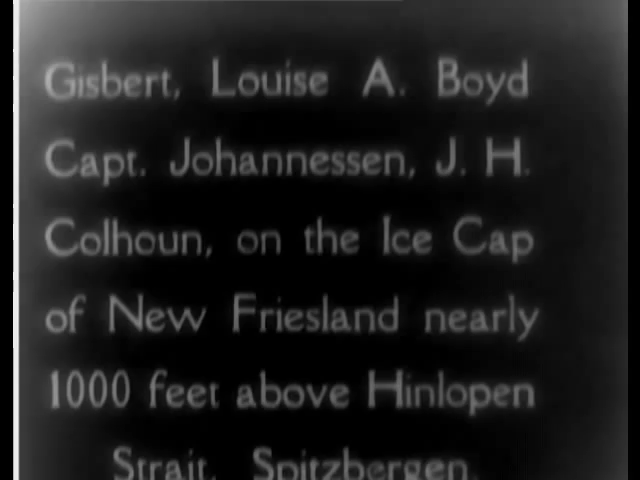 Gisbert, Louise A. Boyd
Capt. Johannessen, J. H.
Colhoun, on the Ice Cap
of New Friesland nearly
1000 feet above Hinlopen
Strait, Spitzbergen.